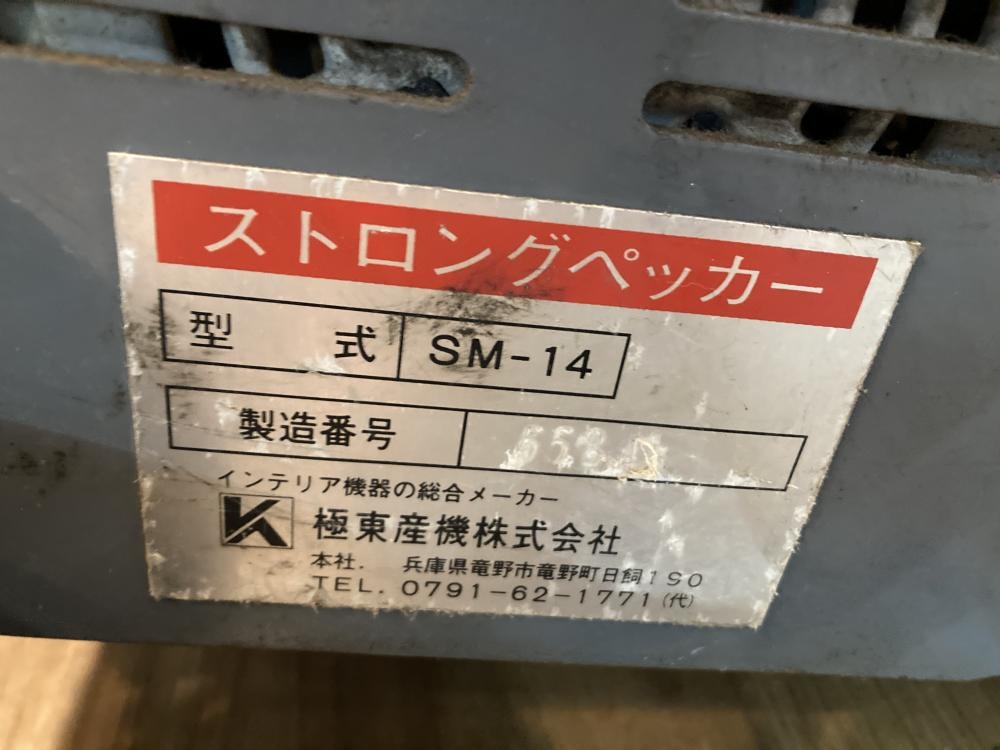 ストロングペッカー
型式 SM-14
製造番号
インテリア機器の総合メーカー
極東産機株式会社
本社. 兵庫県竜野市竜野町日飼190
TEL. 0791-62-1771(代)